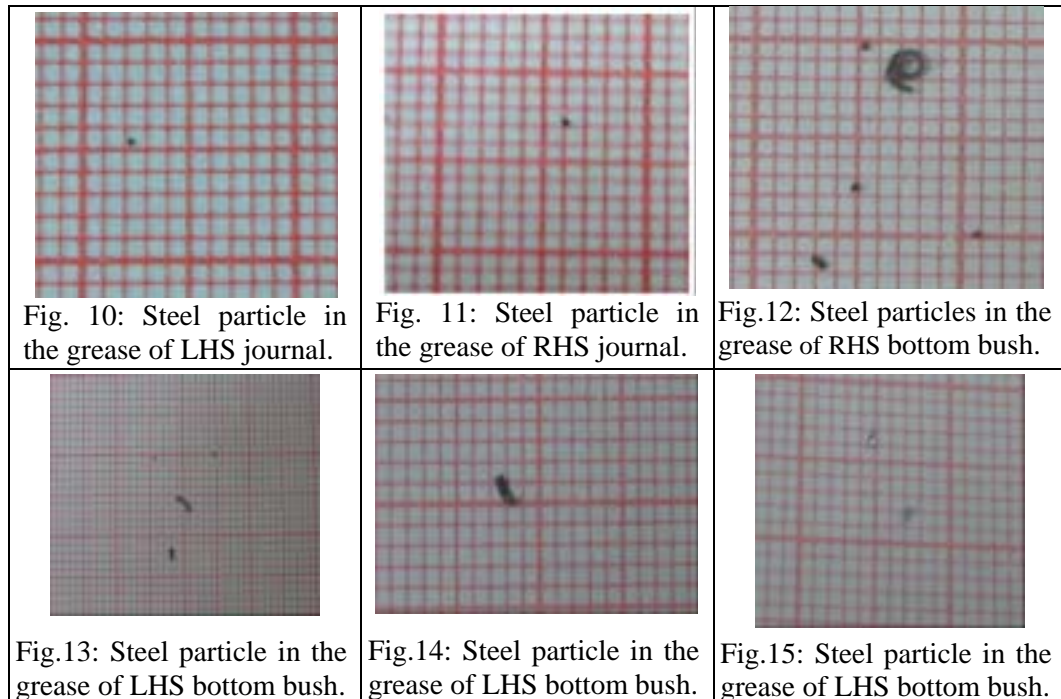 Fig. 10: Steel particle in
the grease of LHS journal.
Fig. 11: Steel particle in
the grease of RHS journal.
Fig.12: Steel particles in the
grease of RHS bottom bush.
Fig.13: Steel particle in the
grease of LHS bottom bush.
Fig.14: Steel particle in the
grease of LHS bottom bush.
Fig.15: Steel particle in the
grease of LHS bottom bush.